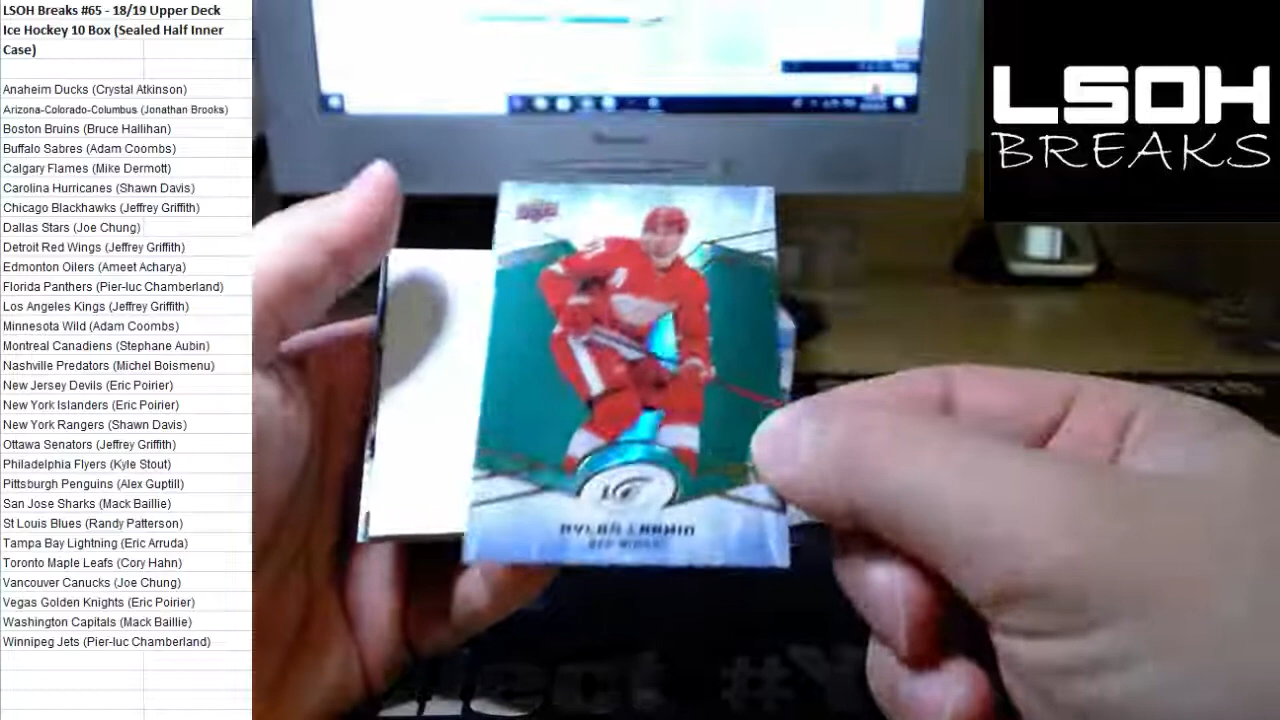 LSOH Breaks #65 - 18/19 Upper Deck
Ice Hockey 10 Box (Sealed Half Inner
Case)
Anaheim Ducks (Crystal Atkinson)
Arizona-Colorado-Columbus (Jonathan Brooks)
Boston Bruins (Bruce Hallihan)
Buffalo Sabres (Adam Coombs)
Calgary Flames (Mike Dermott)
Carolina Hurricanes (Shawn Davis)
Chicago Blackhawks (Jeffrey Griffith)
Dallas Stars (Joe Chung)
Detroit Red Wings (Jeffrey Griffith)
Edmonton Oilers (Ameet Acharya)
Florida Panthers (Pier-luc Chamberland)
Los Angeles Kings (Jeffrey Griffith)
Minnesota Wild (Adam Coombs)
Montreal Canadiens (Stephane Aubin)
Nashville Predators (Michel Boismenu)
New Jersey Devils (Eric Poirier)
New York Islanders (Eric Poirier)
New York Rangers (Shawn Davis)
Ottawa Senators (Jeffrey Griffith)
Philadelphia Flyers (Kyle Stout)
Pittsburgh Penguins (Alex Guptill)
San Jose Sharks (Mack Baillie)
St Louis Blues (Randy Patterson)
Tampa Bay Lightning (Eric Arruda)
Toronto Maple Leafs (Cory Hahn)
Vancouver Canucks (Joe Chung)
Vegas Golden Knights (Eric Poirier)
Washington Capitals (Mack Baillie)
Winnipeg Jets (Pier-luc Chamberland)
LSOH
BREAKS
ICE
DYLAN LARKIN
RED WINGS